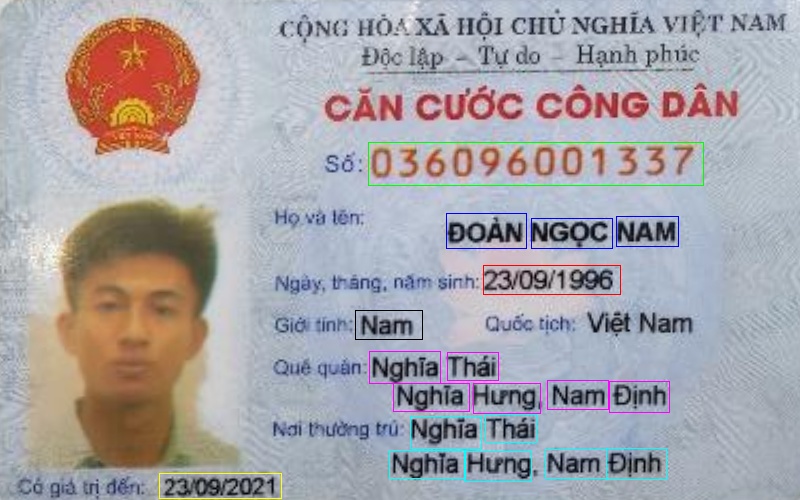 CỘNG HÒA XÃ HỘI CHỦ NGHĨA VIỆT NAM
Độc lập – Tự do – Hạnh phúc
CĂN CƯỚC CÔNG DÂN
Số: 036096001337
Họ và tên: ĐOÀN NGỌC NAM
Ngày, tháng, năm sinh: 23/09/1996
Giới tính: Nam Quốc tịch: Việt Nam
Quê quán: Nghĩa Thái
Nghĩa Hưng, Nam Định
Nơi thường trú: Nghĩa Thái
Nghĩa Hưng, Nam Định
Có giá trị đến: 23/09/2021